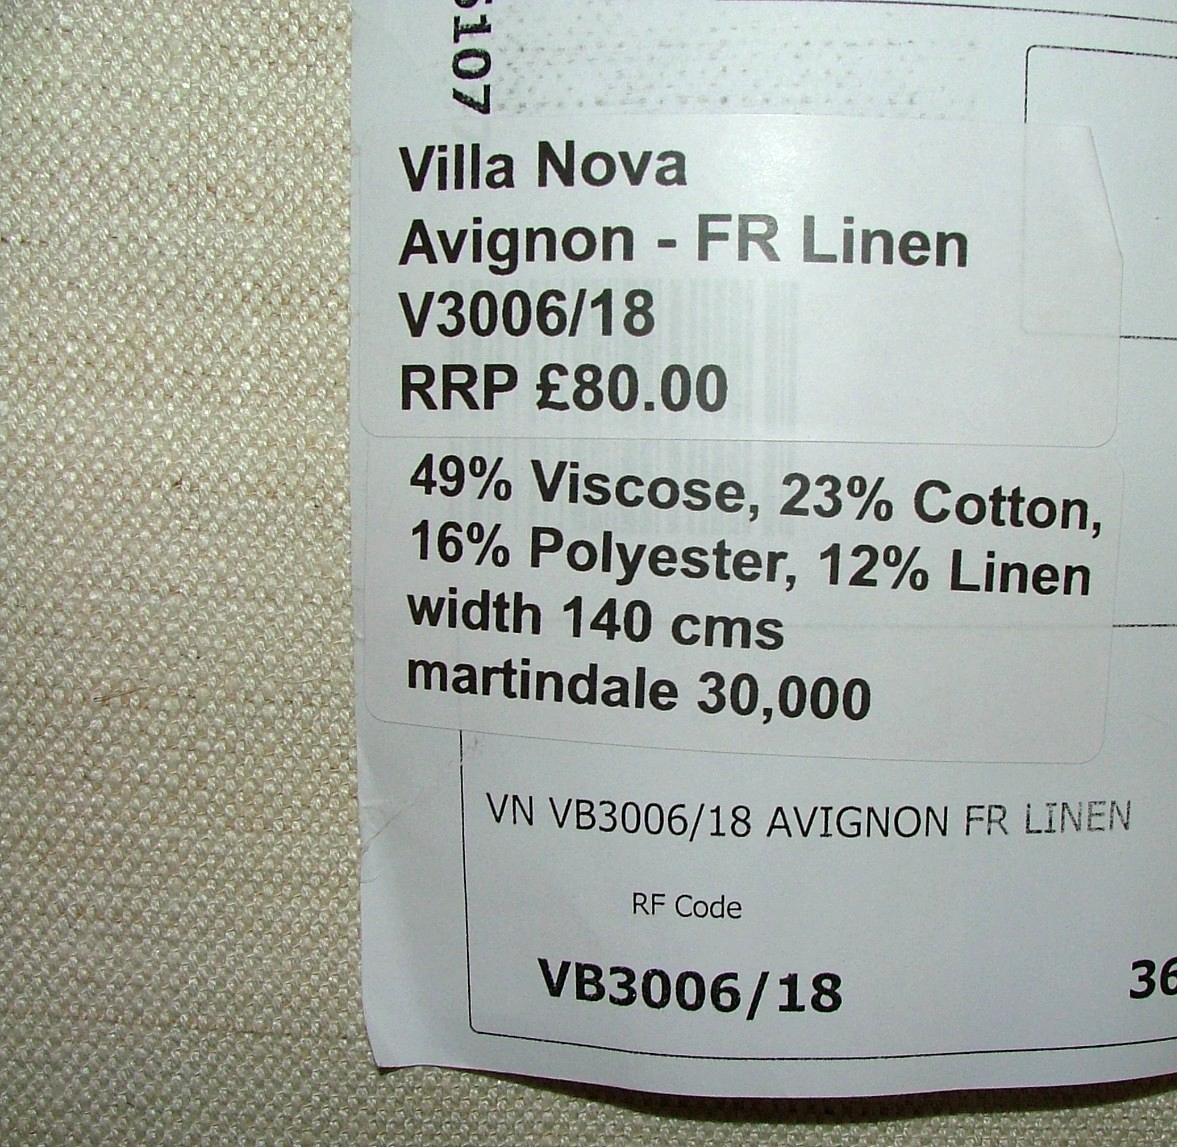 Villa Nova
Avignon - FR Linen
V3006/18
RRP £80.00
49% Viscose, 23% Cotton,
16% Polyester, 12% Linen
width 140 cms
martindale 30,000
VN VB3006/18 AVIGNON FR LINEN
RF Code
VB3006/18